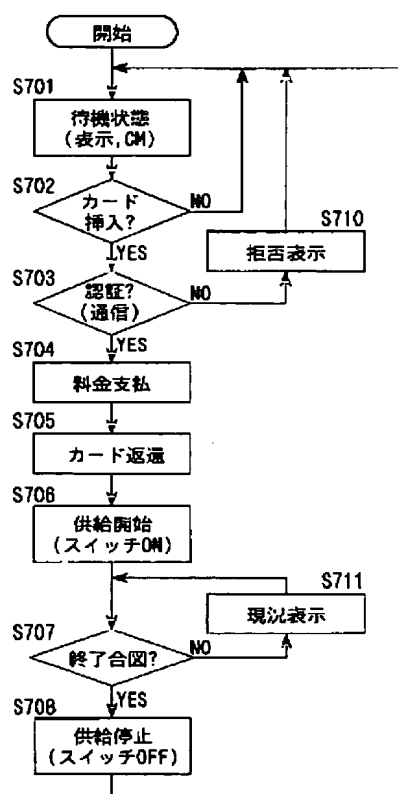 開始
S701
待機状態
(表示,CM)
S702
カード
挿入?
NO
YES
S710
拒否表示
S703
認証?
(通信)
NO
YES
S704
料金支払
S705
カード返還
S706
供給開始
(スイッチON)
S711
現況表示
S707
終了合図?
NO
YES
S708
供給停止
(スイッチOFF)